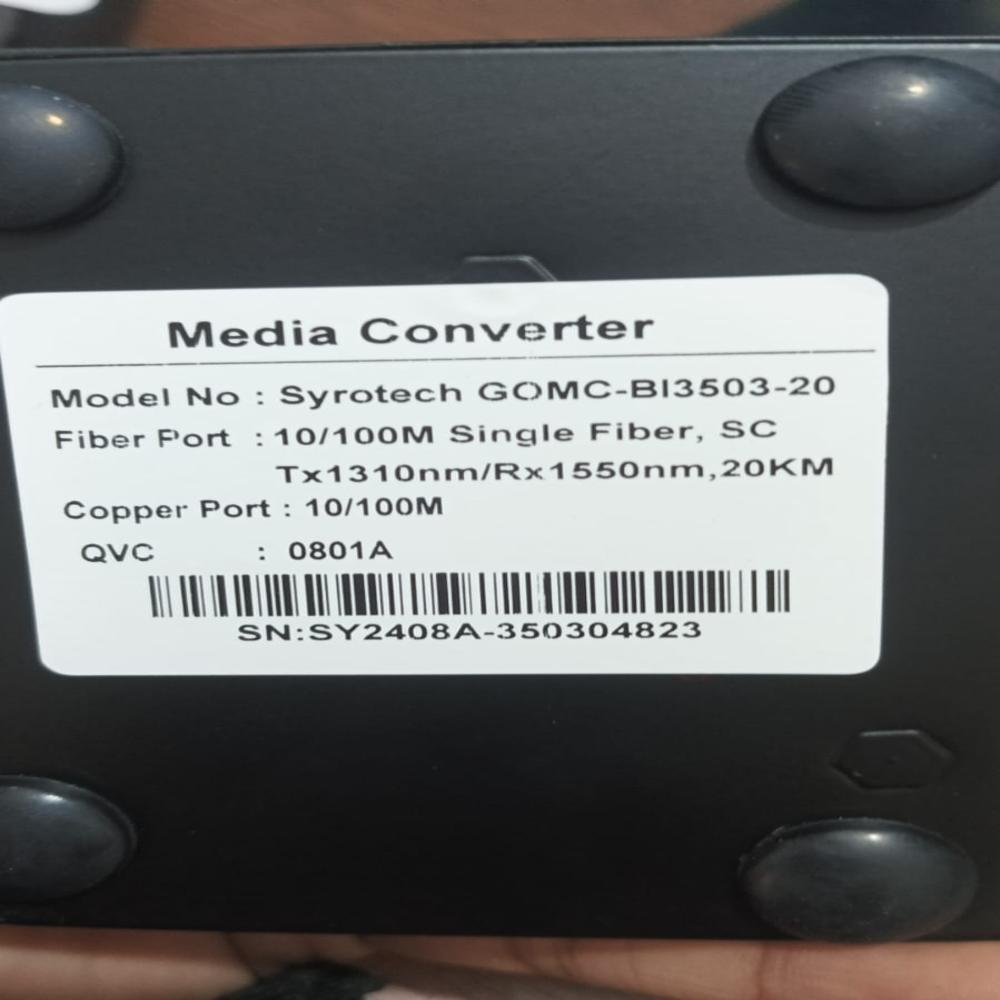 Media Converter
Model No : Syrotech GOMC-BI3503-20
Fiber Port : 10/100M Single Fiber, SC
Tx1310nm/Rx1550nm,20KM
Copper Port : 10/100M
QVC : 0801A
SN:SY2408A-350304823